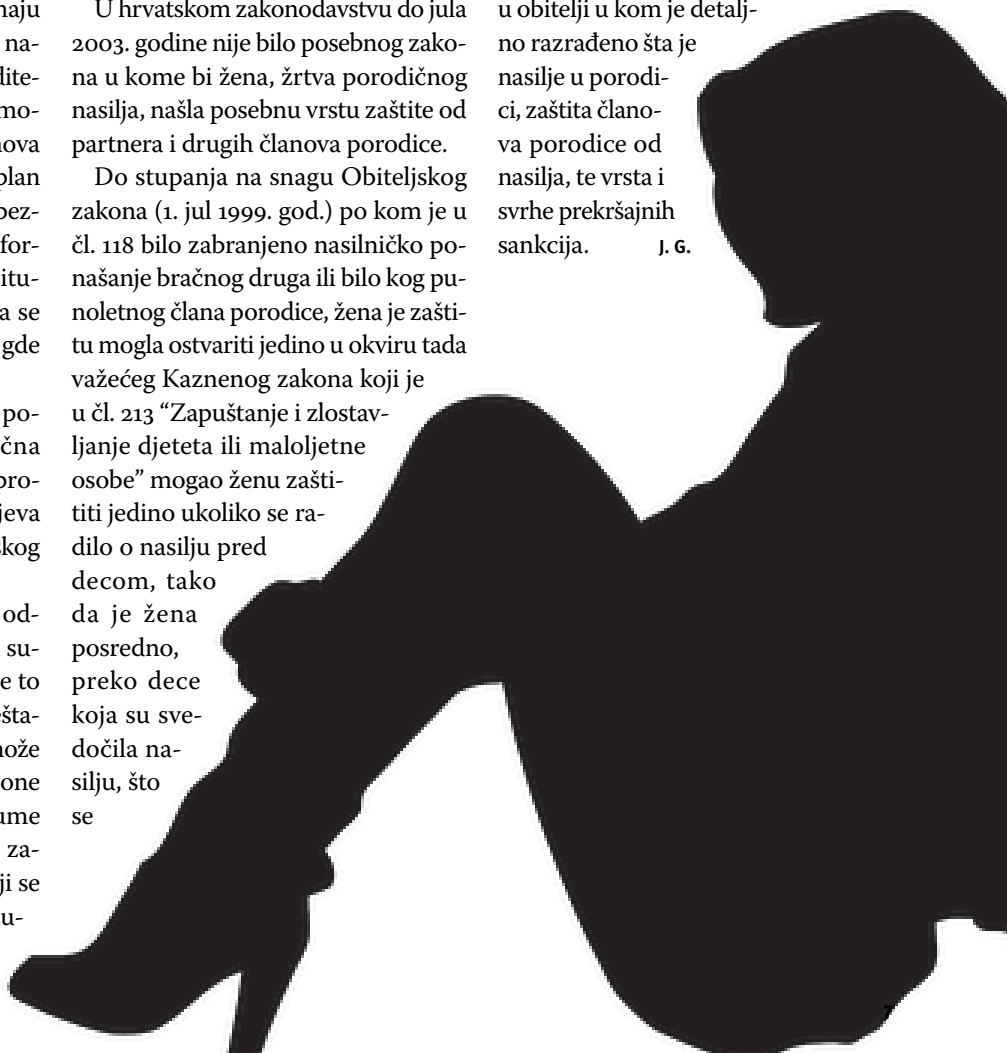 naju
na-
dite-
mo-
nova
plan
bez-
for-
itu-
a se
gde
po-
čna
pro-
jeva
skog
od-
su-
e to
ešta-
može
one
ume
za-
ji se
u-
U hrvatskom zakonodavstvu do jula
2003. godine nije bilo posebnog zako-
na u kome bi žena, žrtva porodičnog
nasilja, našla posebnu vrstu zaštite od
partnera i drugih članova porodice.
Do stupanja na snagu Obiteljskog
zakona (1. jul 1999. god.) po kom je u
čl. 118 bilo zabranjeno nasilničko po-
našanje bračnog druga ili bilo kog pu-
noletnog člana porodice, žena je zašti-
tu mogla ostvariti jedino u okviru tada
važećeg Kaznenog zakona koji je
u čl. 213 “Zapuštanje i zlostav-
ljanje djeteta ili maloljetne
osobe” mogao ženu zašti-
titi jedino ukoliko se ra-
dilo o nasilju pred
decom, tako
da je žena
posredno,
preko dece
koja su sve-
dočila na-
silju, što
se
u obitelji u kom je detalj-
no razrađeno šta je
nasilje u porodi-
ci, zaštita člano-
va porodice od
nasilja, te vrsta i
svrhe prekršajnih
sankcija. J. G.
7